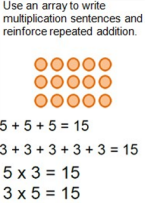 Use an array to write
multiplication sentences and
reinforce repeated addition.
5 + 5 + 5 = 15
3 + 3 + 3 + 3 + 3 = 15
5 x 3 = 15
3 x 5 = 15